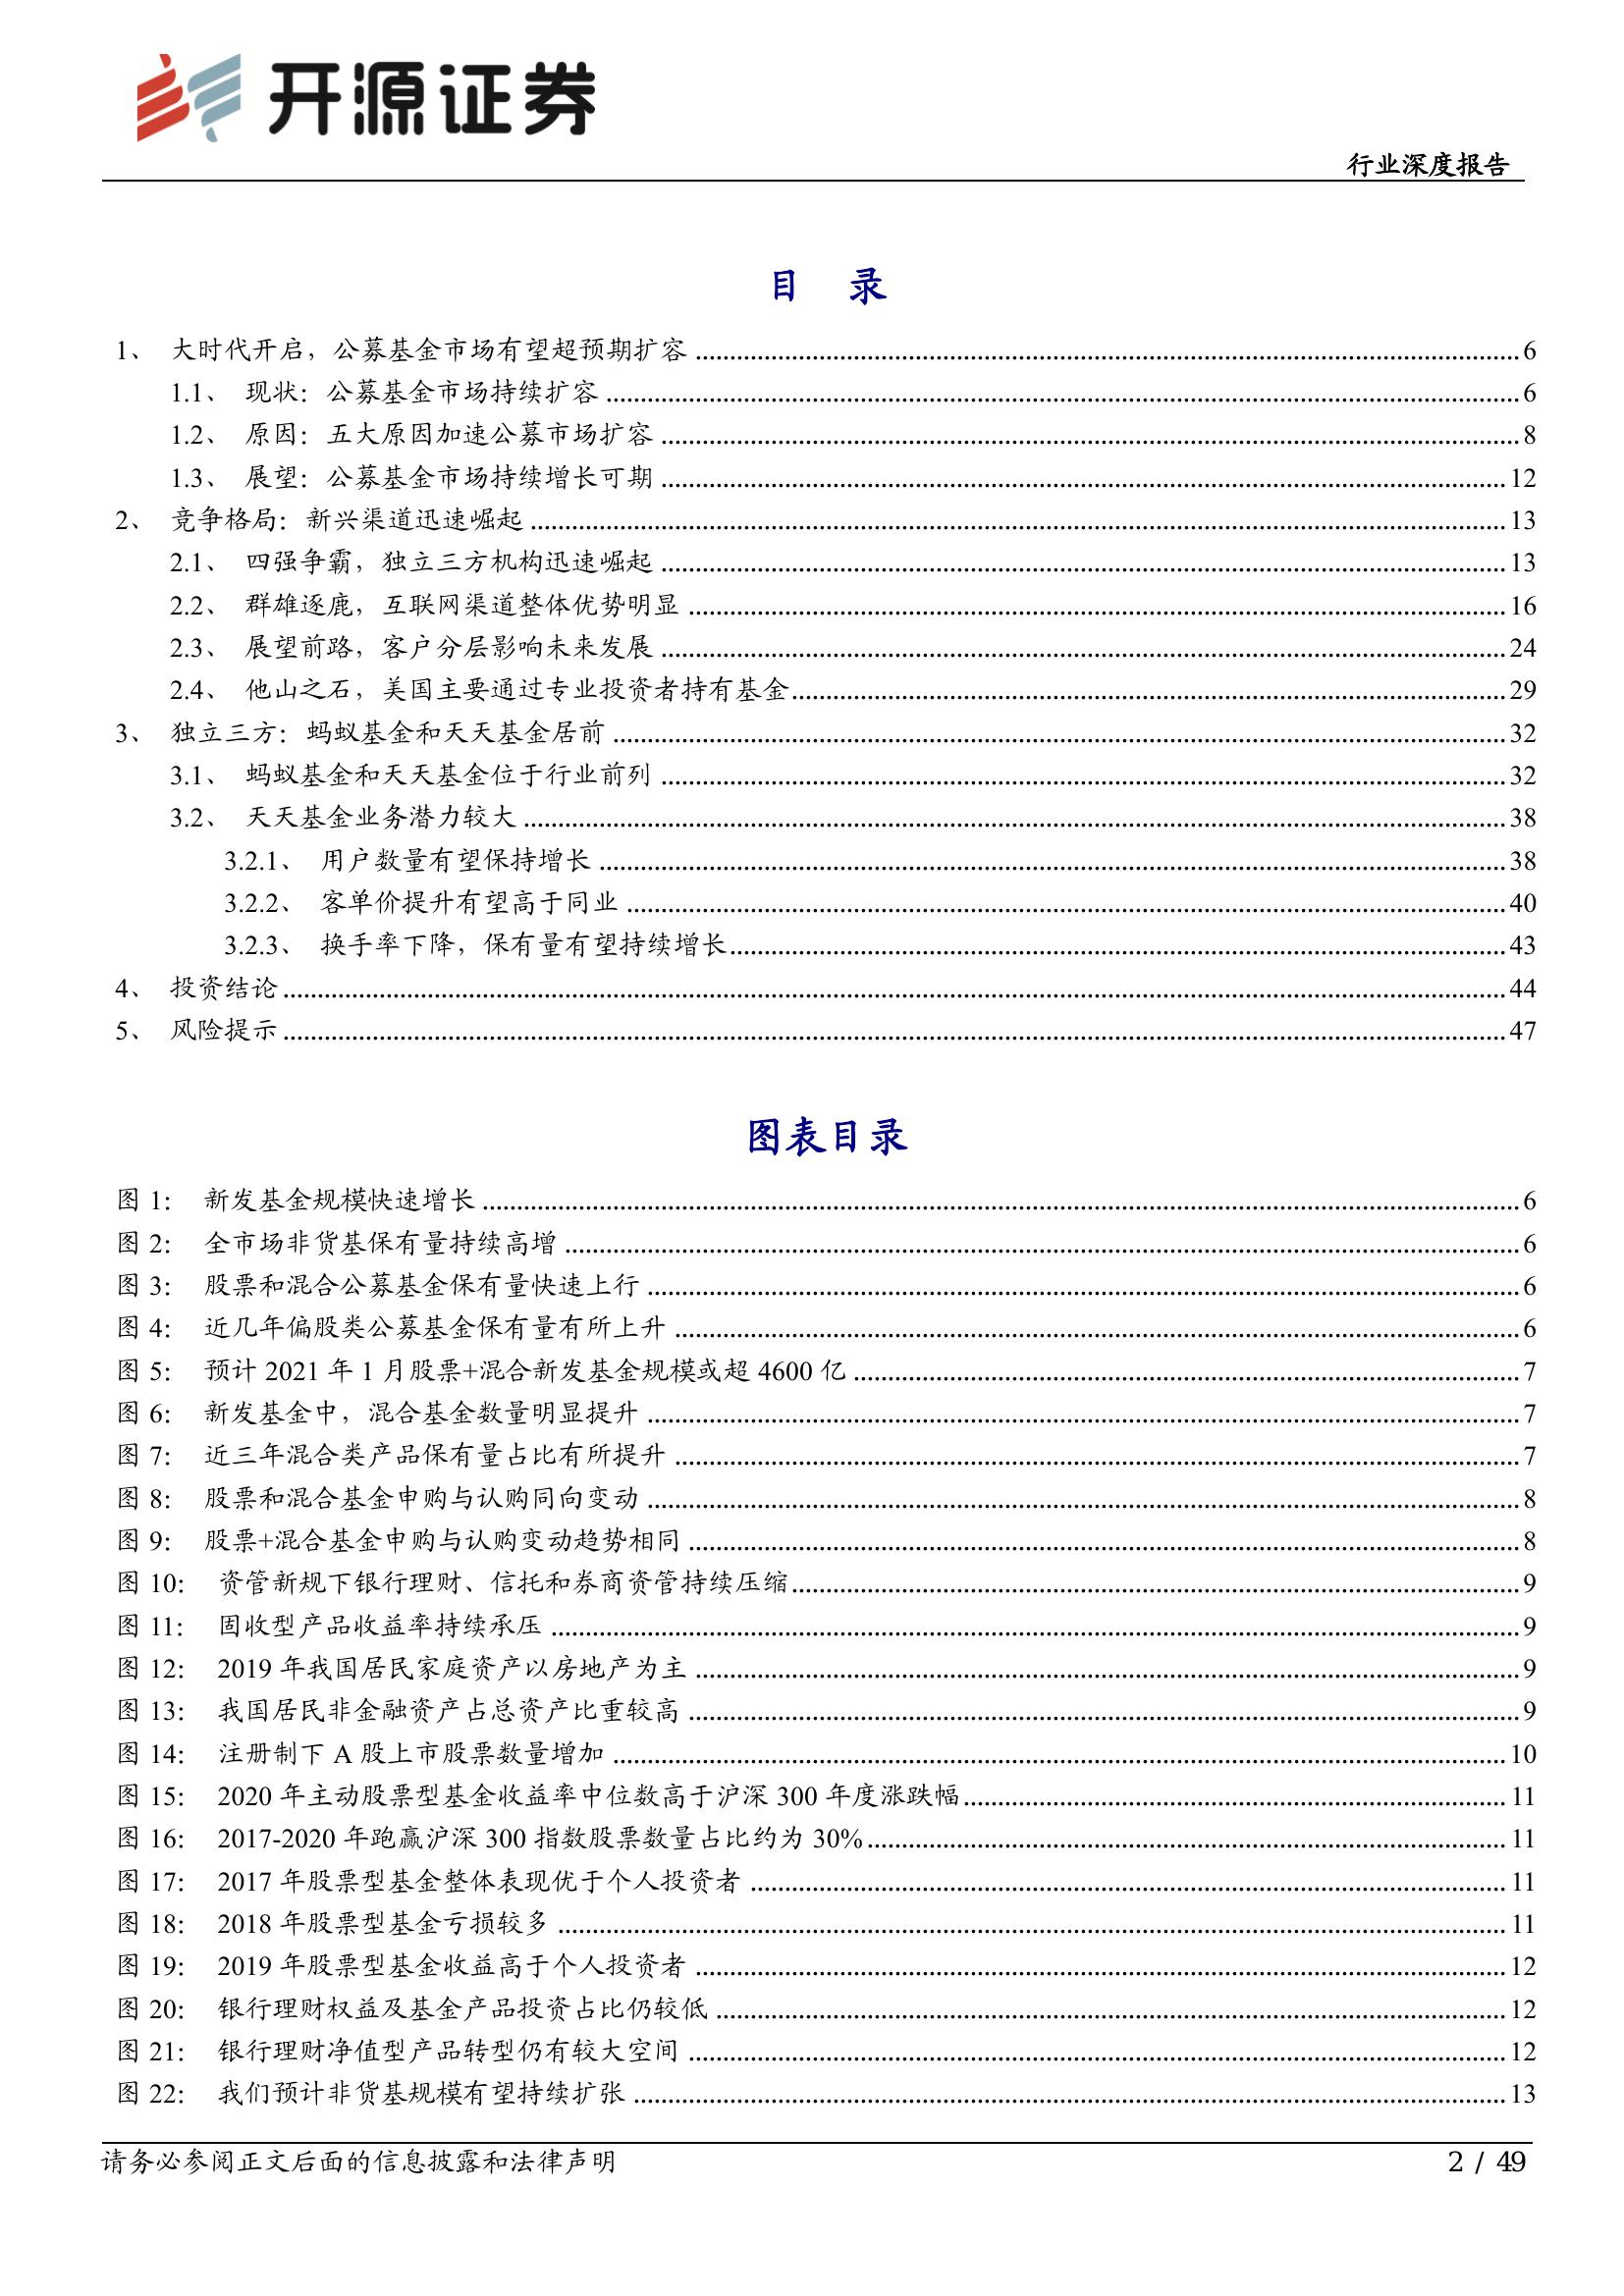 开源证券
行业深度报告
目 录
1、 大时代开启，公募基金市场有望超预期扩容 ........ 6
1.1、 现状：公募基金市场持续扩容 ........ 6
1.2、 原因：五大原因加速公募市场扩容 ........ 8
1.3、 展望：公募基金市场持续增长可期 ........ 12
2、 竞争格局：新兴渠道迅速崛起 ........ 13
2.1、 四强争霸，独立三方机构迅速崛起 ........ 13
2.2、 群雄逐鹿，互联网渠道整体优势明显 ........ 16
2.3、 展望前路，客户分层影响未来发展 ........ 24
2.4、 他山之石，美国主要通过专业投资者持有基金 ........ 29
3、 独立三方：蚂蚁基金和天天基金居前 ........ 32
3.1、 蚂蚁基金和天天基金位于行业前列 ........ 32
3.2、 天天基金业务潜力较大 ........ 38
3.2.1、 用户数量有望保持增长 ........ 38
3.2.2、 客单价提升有望高于同业 ........ 40
3.2.3、 换手率下降，保有量有望持续增长 ........ 43
4、 投资结论 ........ 44
5、 风险提示 ........ 47
图表目录
图 1： 新发基金规模快速增长 ........ 6
图 2： 全市场非货基保有量持续高增 ........ 6
图 3： 股票和混合公募基金保有量快速上行 ........ 6
图 4： 近几年偏股类公募基金保有量有所上升 ........ 6
图 5： 预计 2021 年 1 月股票+混合新发基金规模或超 4600 亿 ........ 7
图 6： 新发基金中，混合基金数量明显提升 ........ 7
图 7： 近三年混合类产品保有量占比有所提升 ........ 7
图 8： 股票和混合基金申购与认购同向变动 ........ 8
图 9： 股票+混合基金申购与认购变动趋势相同 ........ 8
图 10： 资管新规下银行理财、信托和券商资管持续压缩 ........ 9
图 11： 固收型产品收益率持续承压 ........ 9
图 12： 2019 年我国居民家庭资产以房地产为主 ........ 9
图 13： 我国居民非金融资产占总资产比重较高 ........ 9
图 14： 注册制下 A 股上市股票数量增加 ........ 10
图 15： 2020 年主动股票型基金收益率中位数高于沪深 300 年度涨跌幅 ........ 11
图 16： 2017-2020 年跑赢沪深 300 指数股票数量占比约为 30% ........ 11
图 17： 2017 年股票型基金整体表现优于个人投资者 ........ 11
图 18： 2018 年股票型基金亏损较多 ........ 11
图 19： 2019 年股票型基金收益高于个人投资者 ........ 12
图 20： 银行理财权益及基金产品投资占比仍较低 ........ 12
图 21： 银行理财净值型产品转型仍有较大空间 ........ 12
图 22： 我们预计非货基规模有望持续扩张 ........ 13
请务必参阅正文后面的信息披露和法律声明
2 / 49